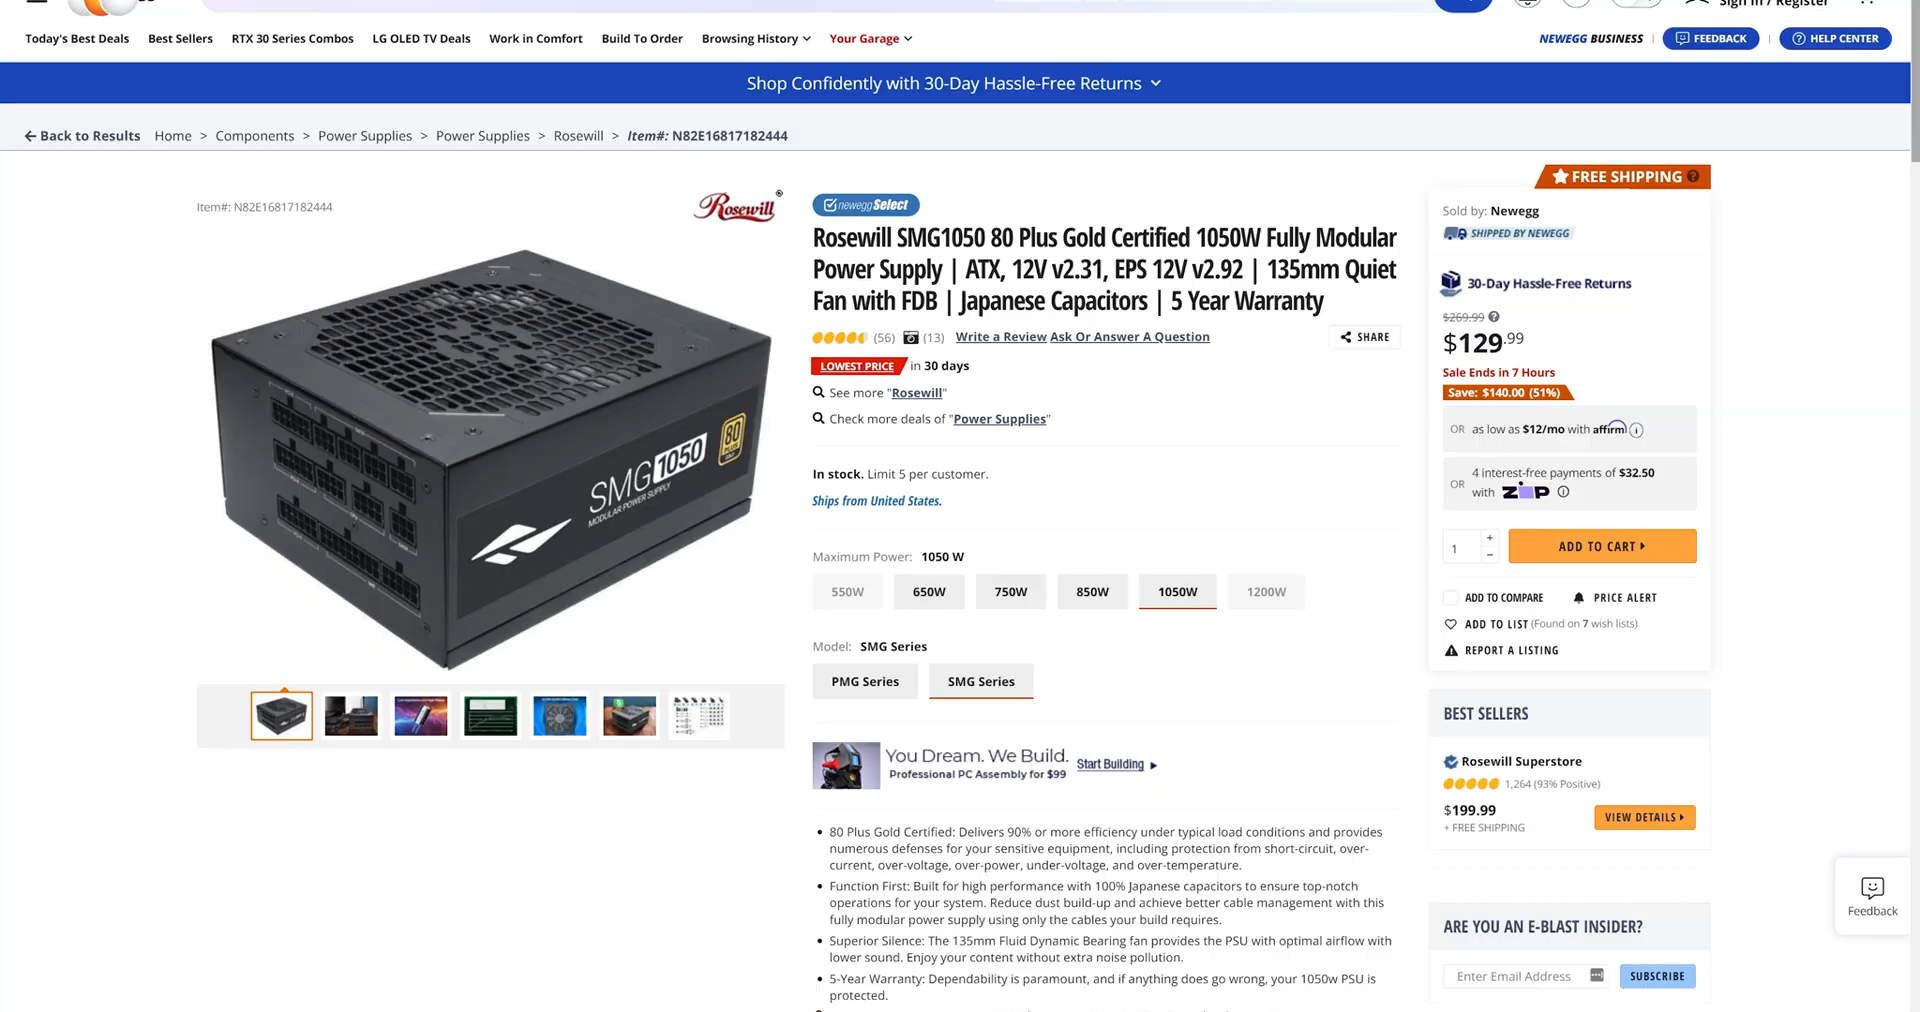 Sign in / Register
Today's Best Deals
Best Sellers
RTX 30 Series Combos
LG OLED TV Deals
Work in Comfort
Build To Order
Browsing History
Your Garage
NEWEGG BUSINESS
FEEDBACK
HELP CENTER
Shop Confidently with 30-Day Hassle-Free Returns
Back to Results
Home > Components > Power Supplies > Power Supplies > Rosewill > Item#: N82E16817182444
Item#: N82E16817182444
Rosewill®
SMG1050
MODULAR POWER SUPPLY
80
newegg Select
Rosewill SMG1050 80 Plus Gold Certified 1050W Fully Modular
Power Supply | ATX, 12V v2.31, EPS 12V v2.92 | 135mm Quiet
Fan with FDB | Japanese Capacitors | 5 Year Warranty
(56) (13) Write a Review Ask Or Answer A Question
SHARE
LOWEST PRICE in 30 days
See more "Rosewill"
Check more deals of "Power Supplies"
In stock. Limit 5 per customer.
Ships from United States.
Maximum Power: 1050 W
550W 650W 750W 850W 1050W 1200W
Model: SMG Series
PMG Series SMG Series
You Dream. We Build.
Professional PC Assembly for $99
Start Building
80 Plus Gold Certified: Delivers 90% or more efficiency under typical load conditions and provides
numerous defenses for your sensitive equipment, including protection from short-circuit, over-
current, over-voltage, over-power, under-voltage, and over-temperature.
Function First: Built for high performance with 100% Japanese capacitors to ensure top-notch
operations for your system. Reduce dust build-up and achieve better cable management with this
fully modular power supply using only the cables your build requires.
Superior Silence: The 135mm Fluid Dynamic Bearing fan provides the PSU with optimal airflow with
lower sound. Enjoy your content without extra noise pollution.
5-Year Warranty: Dependability is paramount, and if anything does go wrong, your 1050w PSU is
protected.
FREE SHIPPING
Sold by: Newegg
SHIPPED BY NEWEGG
30-Day Hassle-Free Returns
$269.99
$129.99
Sale Ends in 7 Hours
Save: $140.00 (51%)
OR as low as $12/mo with affirm
4 interest-free payments of $32.50
OR
with ZIP
1
+
−
ADD TO CART
ADD TO COMPARE
PRICE ALERT
ADD TO LIST (Found on 7 wish lists)
REPORT A LISTING
BEST SELLERS
Rosewill Superstore
1,264 (93% Positive)
$199.99
+ FREE SHIPPING
VIEW DETAILS
ARE YOU AN E-BLAST INSIDER?
Enter Email Address
SUBSCRIBE
Feedback